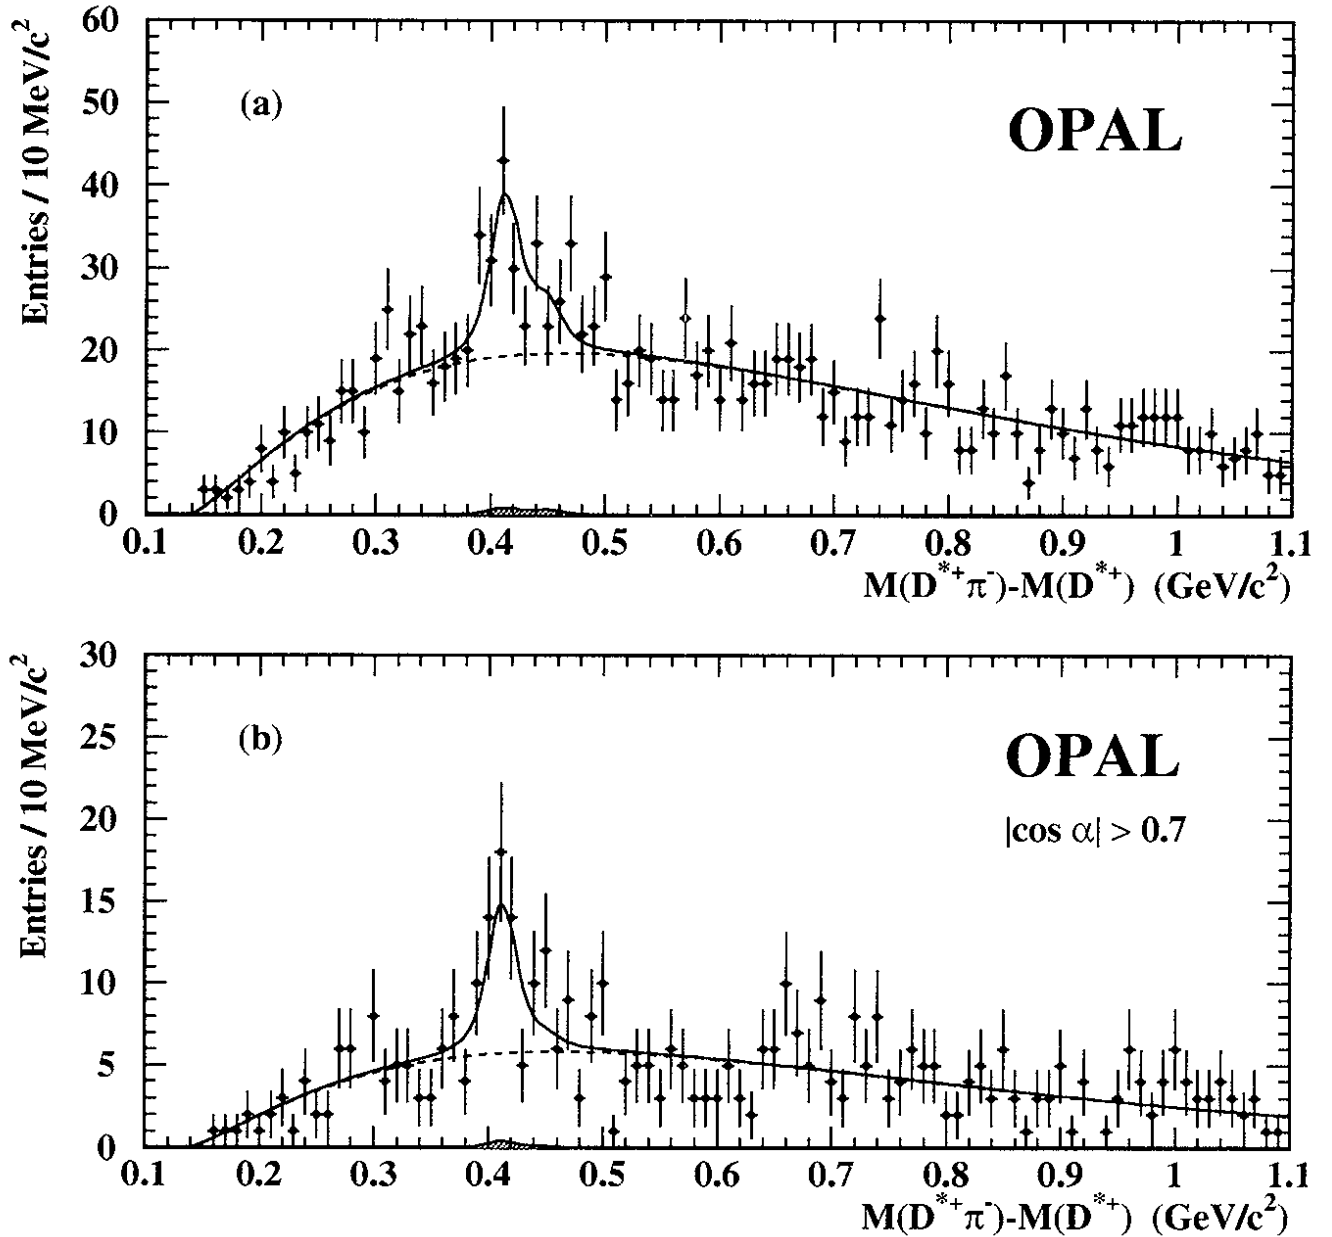 60
50
40
30
20
10
0
Entries / 10 MeV/c²
(a)
OPAL
0.1 0.2 0.3 0.4 0.5 0.6 0.7 0.8 0.9 1 1.1
M(D*+π-)-M(D*+) (GeV/c²)
30
25
20
15
10
5
0
Entries / 10 MeV/c²
(b)
OPAL
|cos α| > 0.7
0.1 0.2 0.3 0.4 0.5 0.6 0.7 0.8 0.9 1 1.1
M(D*+π-)-M(D*+) (GeV/c²)